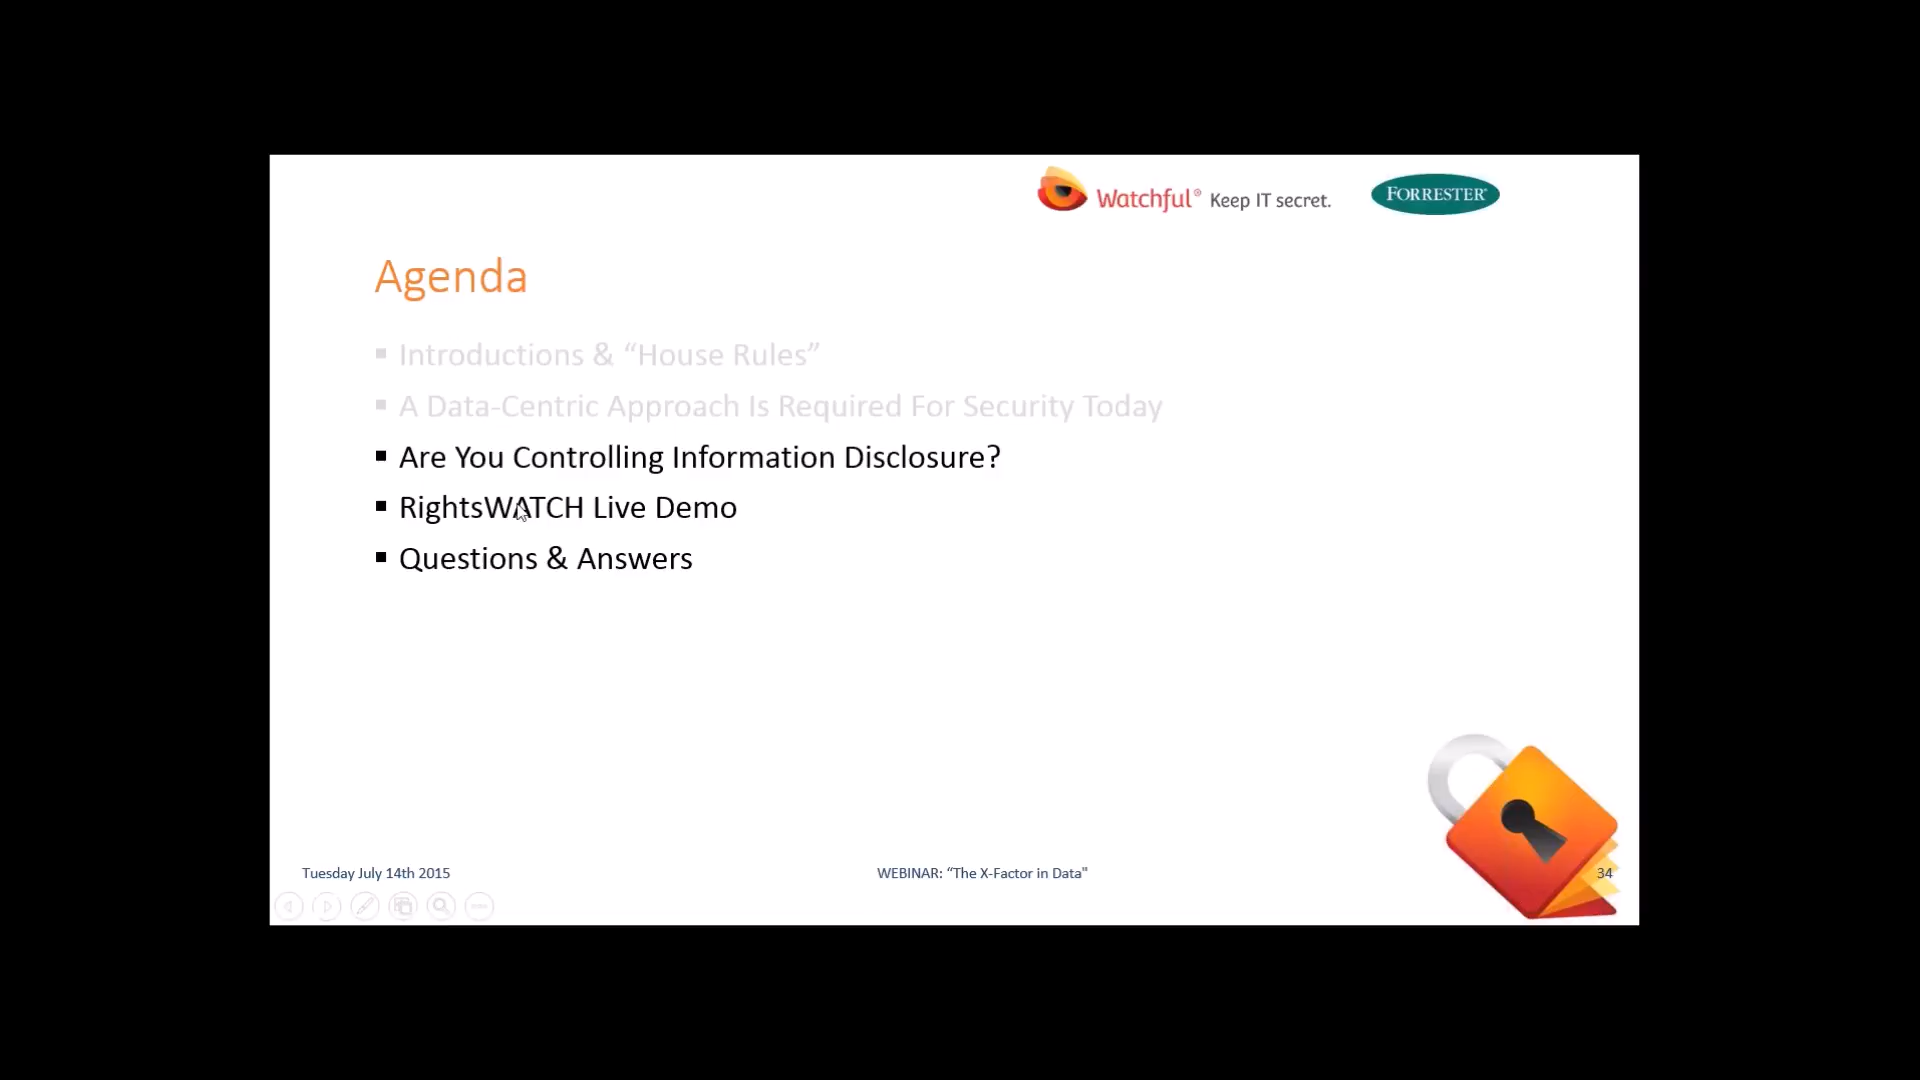 Watchful® Keep IT secret.
FORRESTER®
Agenda
▪ Introductions & “House Rules”
▪ A Data-Centric Approach Is Required For Security Today
▪ Are You Controlling Information Disclosure?
▪ RightsWATCH Live Demo
▪ Questions & Answers
Tuesday July 14th 2015
WEBINAR: “The X-Factor in Data"
34